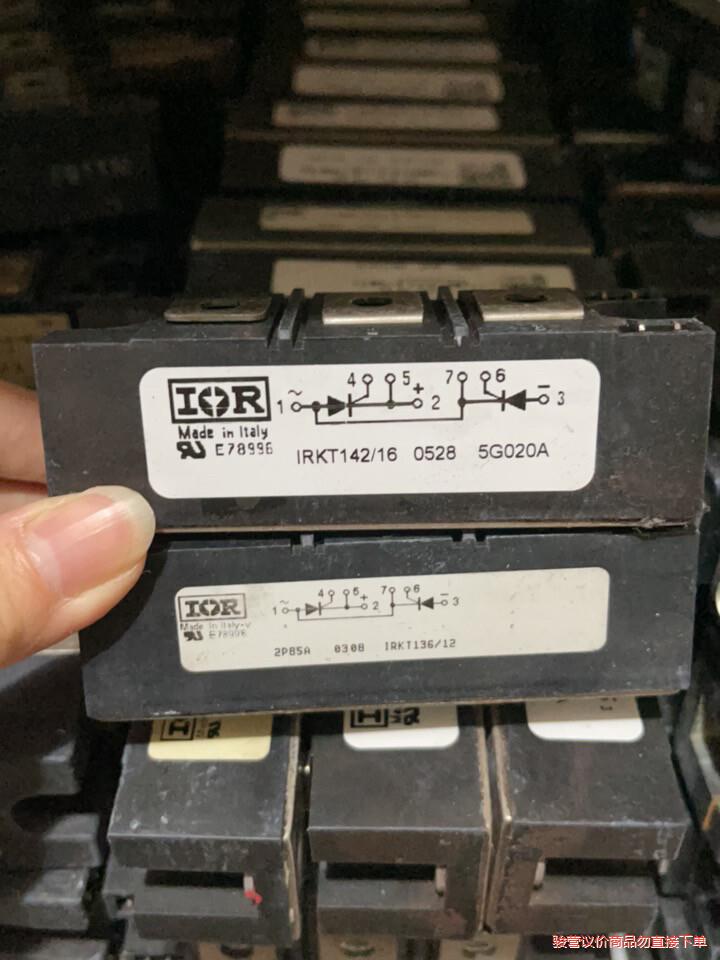 IOR
Made in Italy
E78996
1 ~ 4 5 + 2 7 6 - 3
IRKT142/16 0528 5G020A
IOR
Made in Italy-V
E78996
1 ~ 4 5 + 2 7 6 - 3
2P85A 0308 IRKT136/12
骏营议价商品勿直接下单